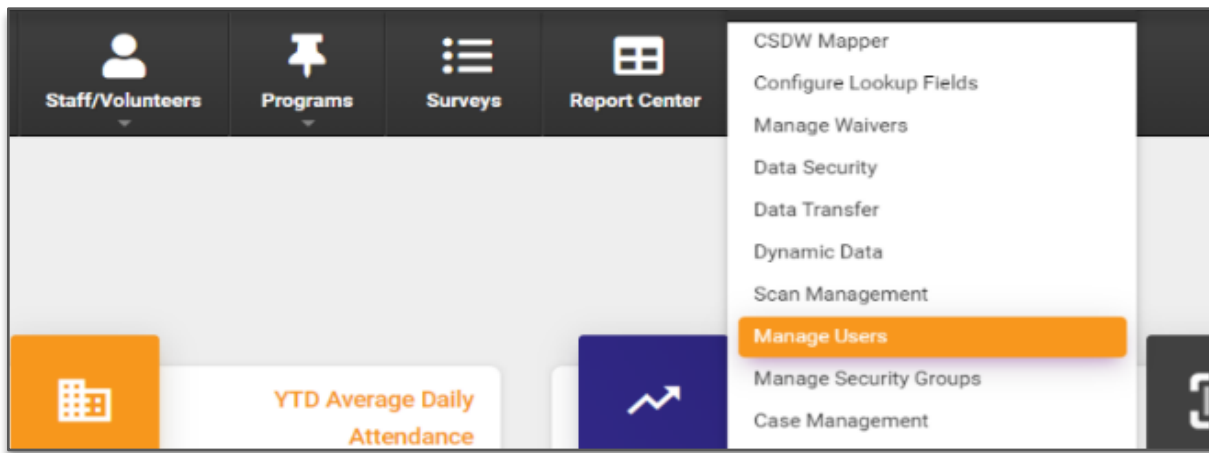 Staff/Volunteers
Programs
Surveys
Report Center
CSDW Mapper
Configure Lookup Fields
Manage Waivers
Data Security
Data Transfer
Dynamic Data
Scan Management
Manage Users
Manage Security Groups
Case Management
YTD Average Daily
Attendance